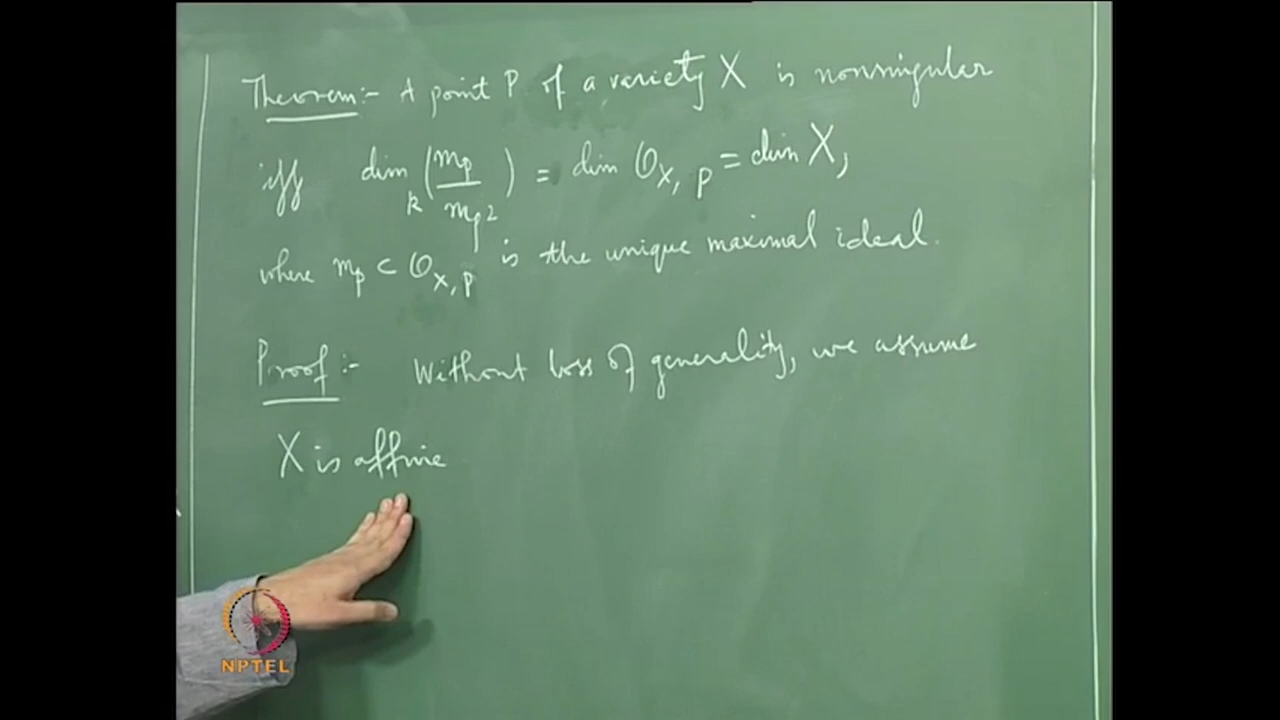 Theorem:- A point P of a variety X is nonsingular
iff dim_k (m_p / m_p^2) = dim O_{X, P} = dim X,
where m_p ⊂ O_{X, P} is the unique maximal ideal.
Proof:- Without loss of generality, we assume
X is affine
NPTEL